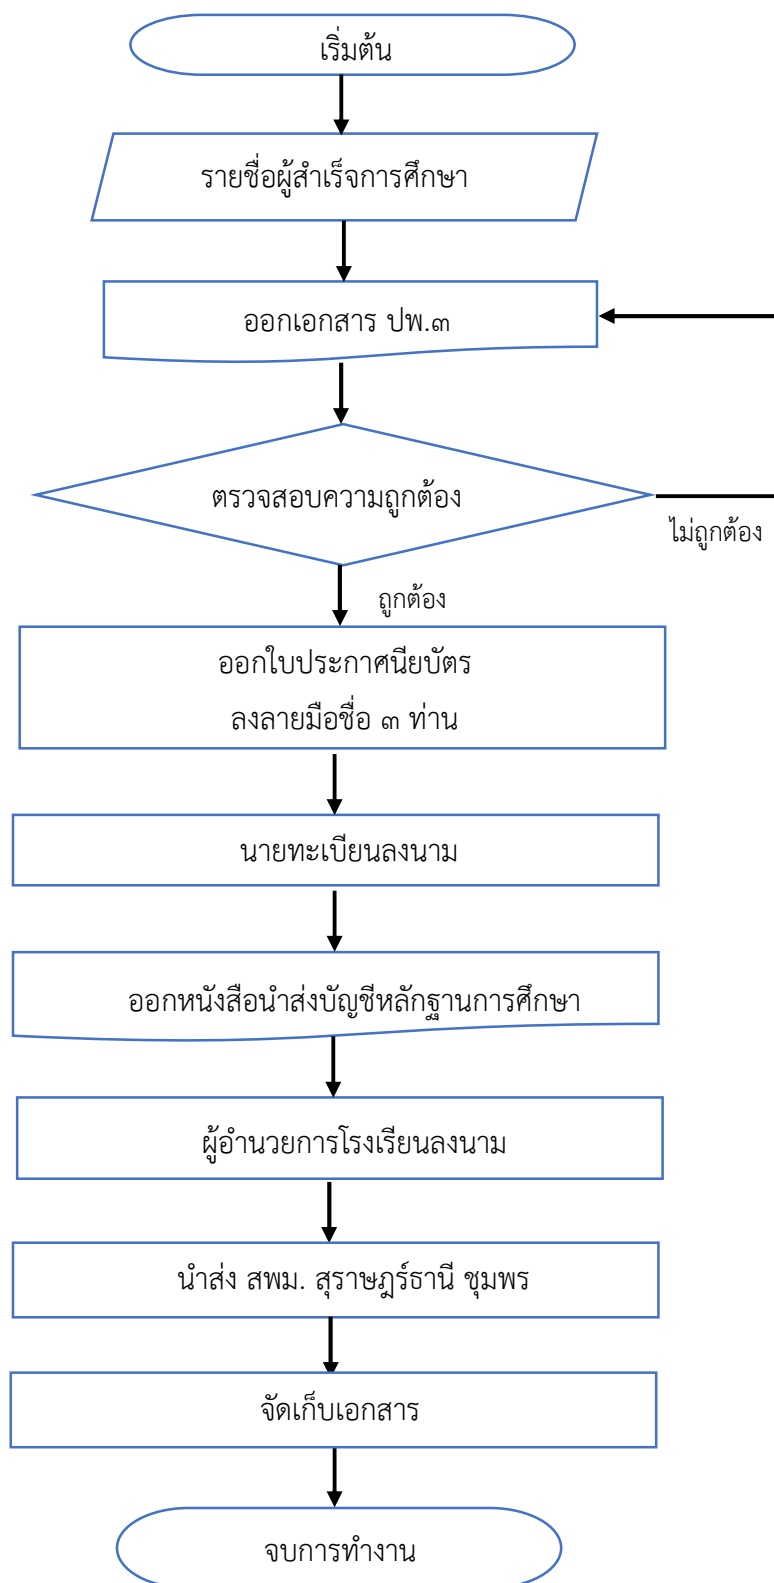 เริ่มต้น
รายชื่อผู้สำเร็จการศึกษา
ออกเอกสาร ปพ.๓
ตรวจสอบความถูกต้อง
ไม่ถูกต้อง
ถูกต้อง
ออกใบประกาศนียบัตร
ลงลายมือชื่อ ๓ ท่าน
นายทะเบียนลงนาม
ออกหนังสือนำส่งบัญชีหลักฐานการศึกษา
ผู้อำนวยการโรงเรียนลงนาม
นำส่ง สพม. สุราษฎร์ธานี ชุมพร
จัดเก็บเอกสาร
จบการทำงาน